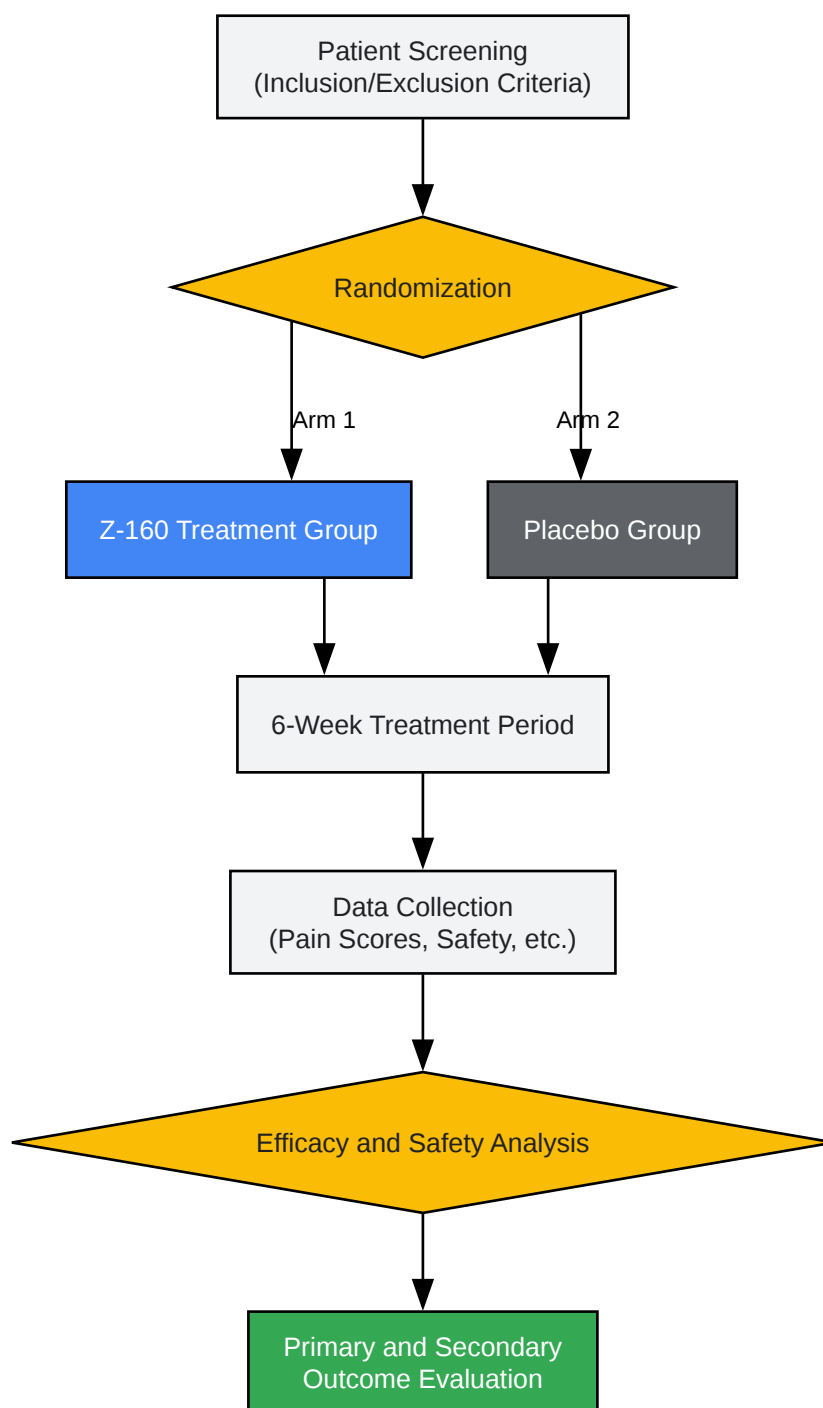 Patient Screening
(Inclusion/Exclusion Criteria)
Randomization
Arm 1
Arm 2
Z-160 Treatment Group
Placebo Group
6-Week Treatment Period
Data Collection
(Pain Scores, Safety, etc.)
Efficacy and Safety Analysis
Primary and Secondary
Outcome Evaluation